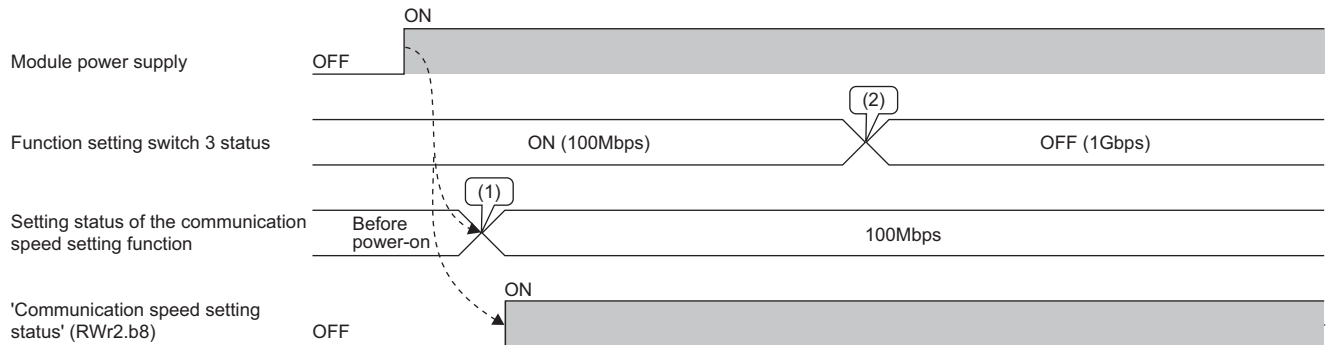 ON
Module power supply
OFF
(2)
Function setting switch 3 status
ON (100Mbps)
OFF (1Gbps)
(1)
Setting status of the communication
speed setting function
Before
power-on
100Mbps
ON
'Communication speed setting
status' (RWr2.b8)
OFF